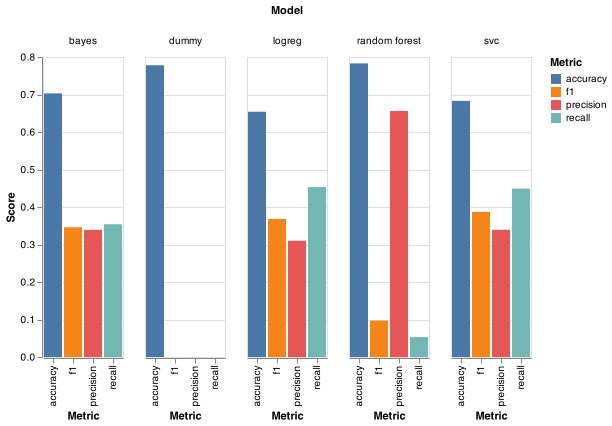 Model
bayes dummy logreg random forest svc
0.8
0.7
0.6
0.5
0.4
0.3
0.2
0.1
0.0
Score
accuracy f1 precision recall accuracy f1 precision recall accuracy f1 precision recall accuracy f1 precision recall accuracy f1 precision recall
Metric Metric Metric Metric Metric
Metric
accuracy
f1
precision
recall